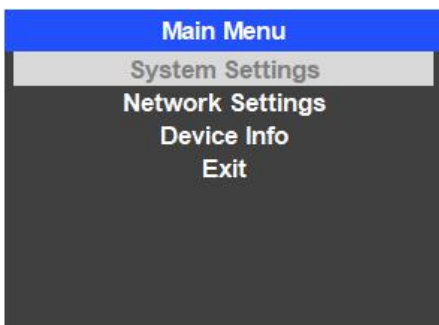 Main Menu
System Settings
Network Settings
Device Info
Exit